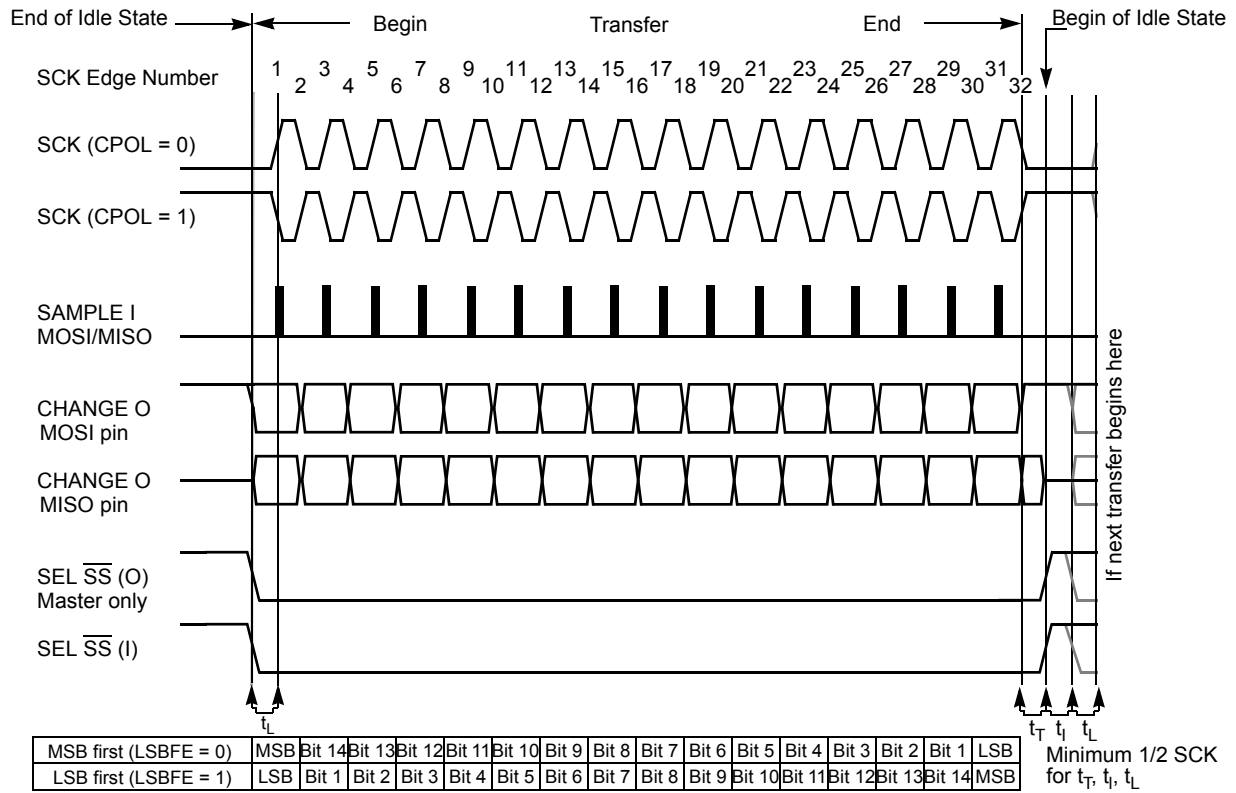 End of Idle State
Begin
Transfer
End
Begin of Idle State
SCK Edge Number
1 3 5 7 9 11 13 15 17 19 21 23 25 27 29 31
2 4 6 8 10 12 14 16 18 20 22 24 26 28 30 32
SCK (CPOL = 0)
SCK (CPOL = 1)
SAMPLE I
MOSI/MISO
CHANGE O
MOSI pin
CHANGE O
MISO pin
SEL SS (O)
Master only
SEL SS (I)
If next transfer begins here
tL
tT tI tL
MSB first (LSBFE = 0) MSB Bit 14 Bit 13 Bit 12 Bit 11 Bit 10 Bit 9 Bit 8 Bit 7 Bit 6 Bit 5 Bit 4 Bit 3 Bit 2 Bit 1 LSB
LSB first (LSBFE = 1) LSB Bit 1 Bit 2 Bit 3 Bit 4 Bit 5 Bit 6 Bit 7 Bit 8 Bit 9 Bit 10 Bit 11 Bit 12 Bit 13 Bit 14 MSB
Minimum 1/2 SCK
for tT, tI, tL